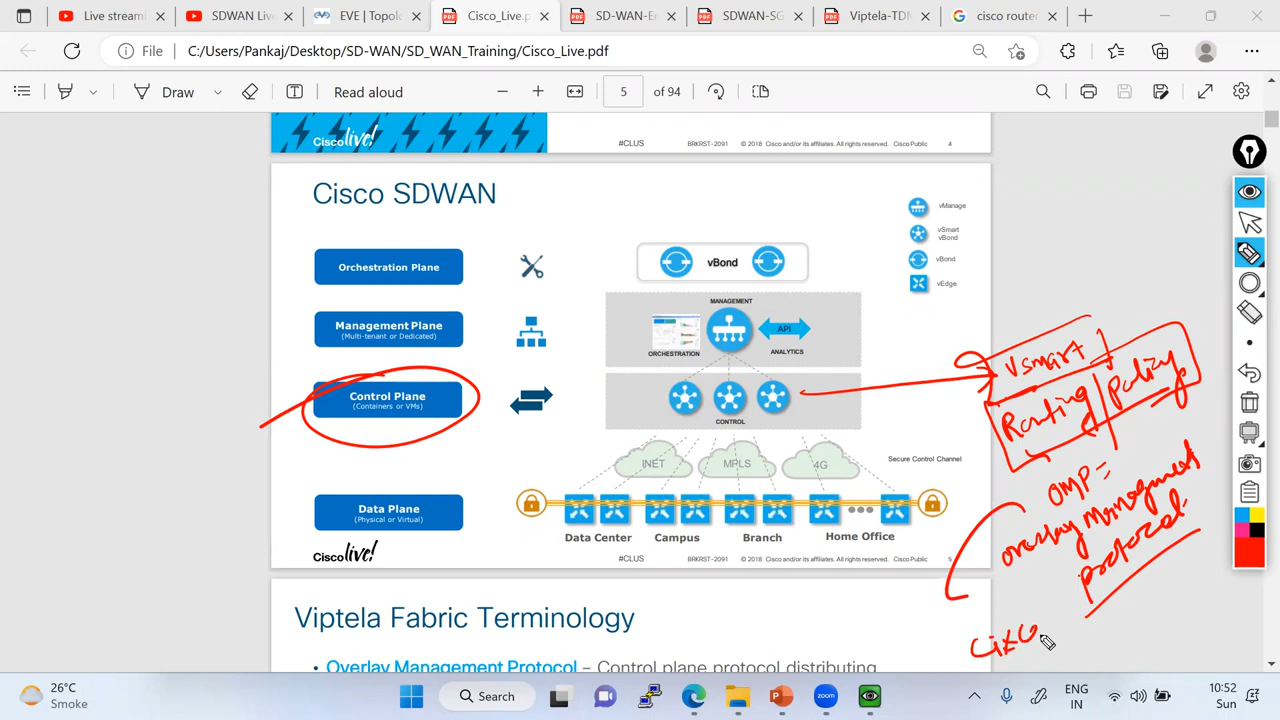 Live stream
SDWAN Live
EVE | Topolo
Cisco_Live.p
SD-WAN-E
SDWAN-SG
Viptela-TDM
cisco rout
File
C:/Users/Pankaj/Desktop/SD-WAN/SD_WAN_Training/Cisco_Live.pdf
Draw
Read aloud
5
of 94
Cisco live!
#CLUS
BRKRST-2091
© 2018 Cisco and/or its affiliates. All rights reserved.
Cisco Public
4
Cisco SDWAN
vManage
vSmart
vBond
vBond
vEdge
Orchestration Plane
vBond
MANAGEMENT
Management Plane
(Multi-tenant or Dedicated)
API
ORCHESTRATION
ANALYTICS
Vsmart
Routing
Policy
Control Plane
(Containers or VMs)
CONTROL
INET
MPLS
4G
Secure Control Channel
OMP =
overlay Management
protocol
Data Plane
(Physical or Virtual)
Data Center
Campus
Branch
Home Office
Cisco live!
#CLUS
BRKRST-2091
© 2018 Cisco and/or its affiliates. All rights reserved.
Cisco Public
5
Viptela Fabric Terminology
• Overlay Management Protocol – Control plane protocol distributing
26°C
Smoke
Search
ENG
IN
10:52
Sun